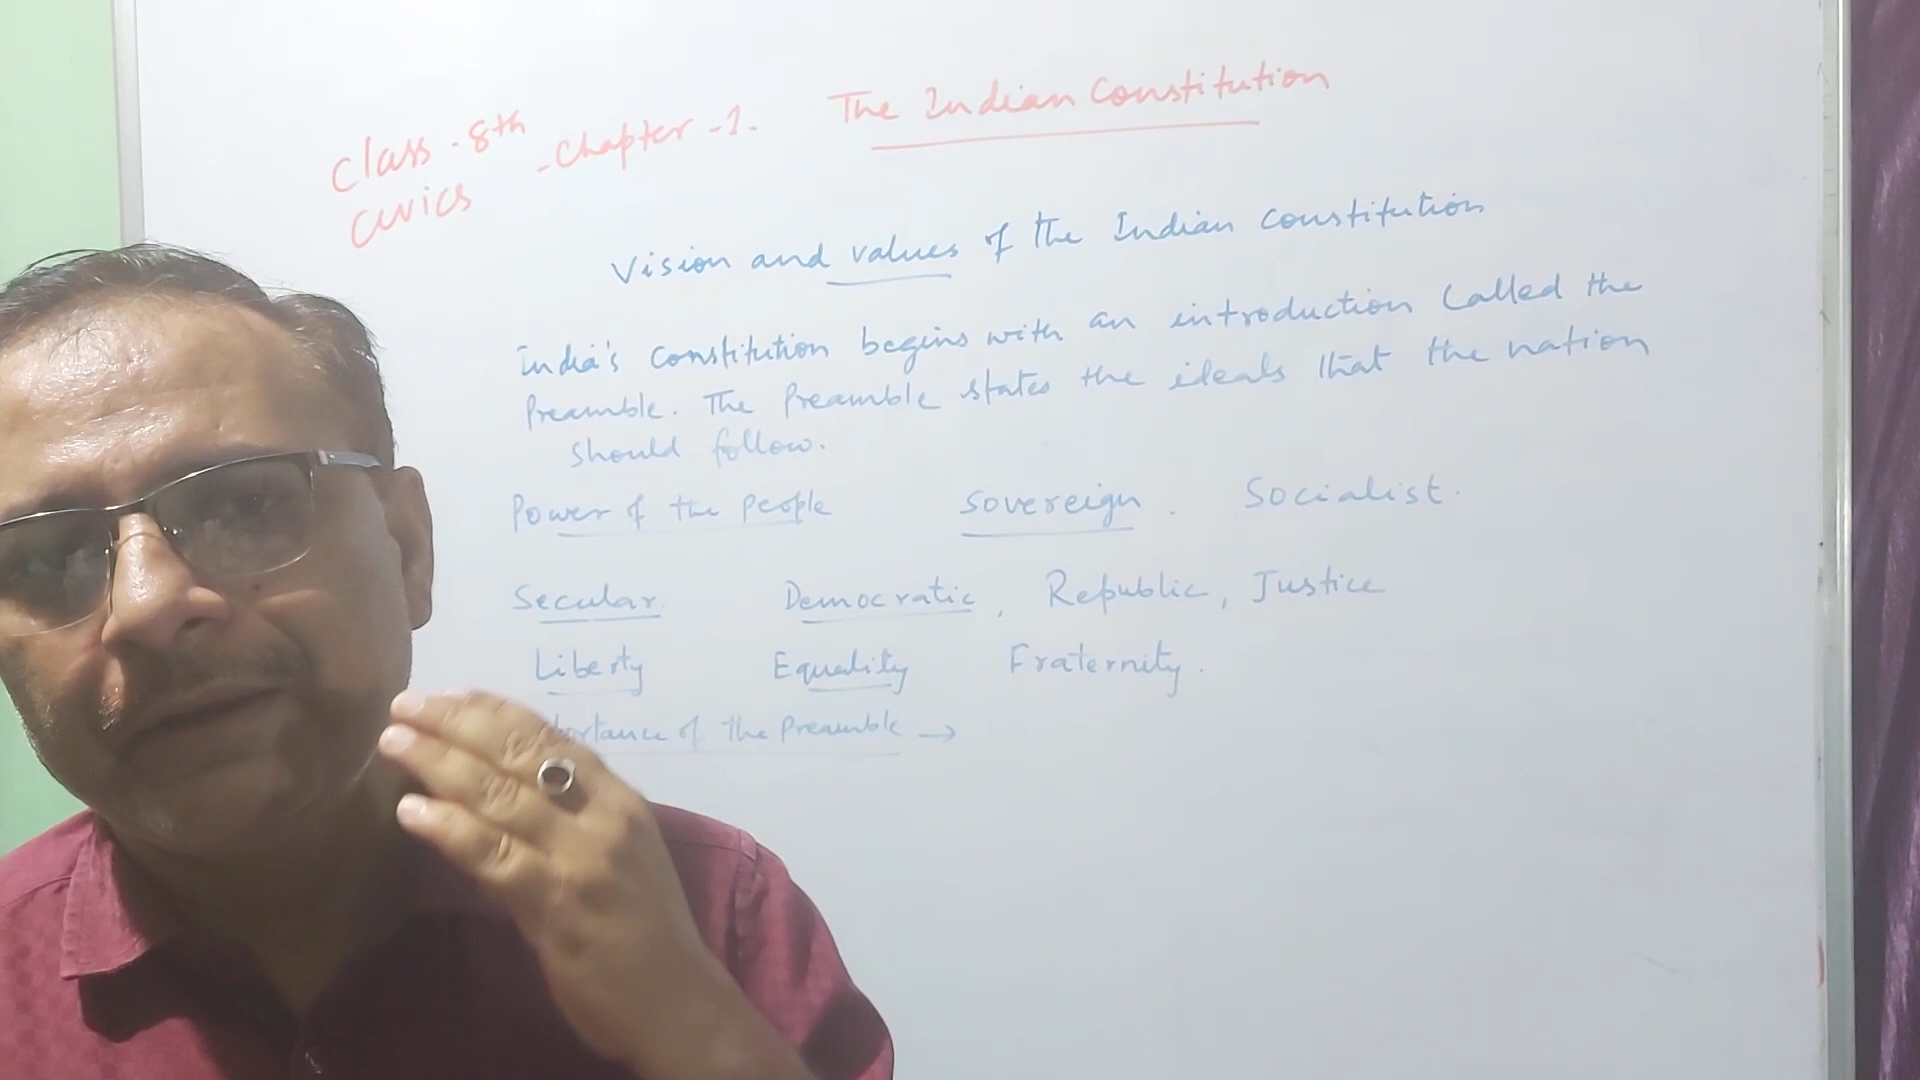 Class - 8th - Chapter - 1. The Indian Constitution
Civics
Vision and values of the Indian Constitution
India's Constitution begins with an introduction called the
Preamble. The Preamble states the ideals that the nation
should follow.
Power of the People Sovereign. Socialist.
Secular. Democratic, Republic, Justice
Liberty Equality Fraternity.
portance of the Preamble →